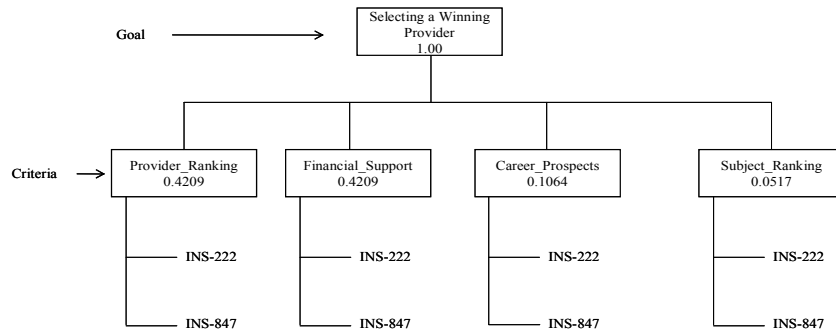 Selecting a Winning
Provider
1.00
Goal
Criteria
Provider_Ranking
0.4209
Financial_Support
0.4209
Career_Prospects
0.1064
Subject_Ranking
0.0517
INS-222
INS-222
INS-222
INS-222
INS-847
INS-847
INS-847
INS-847